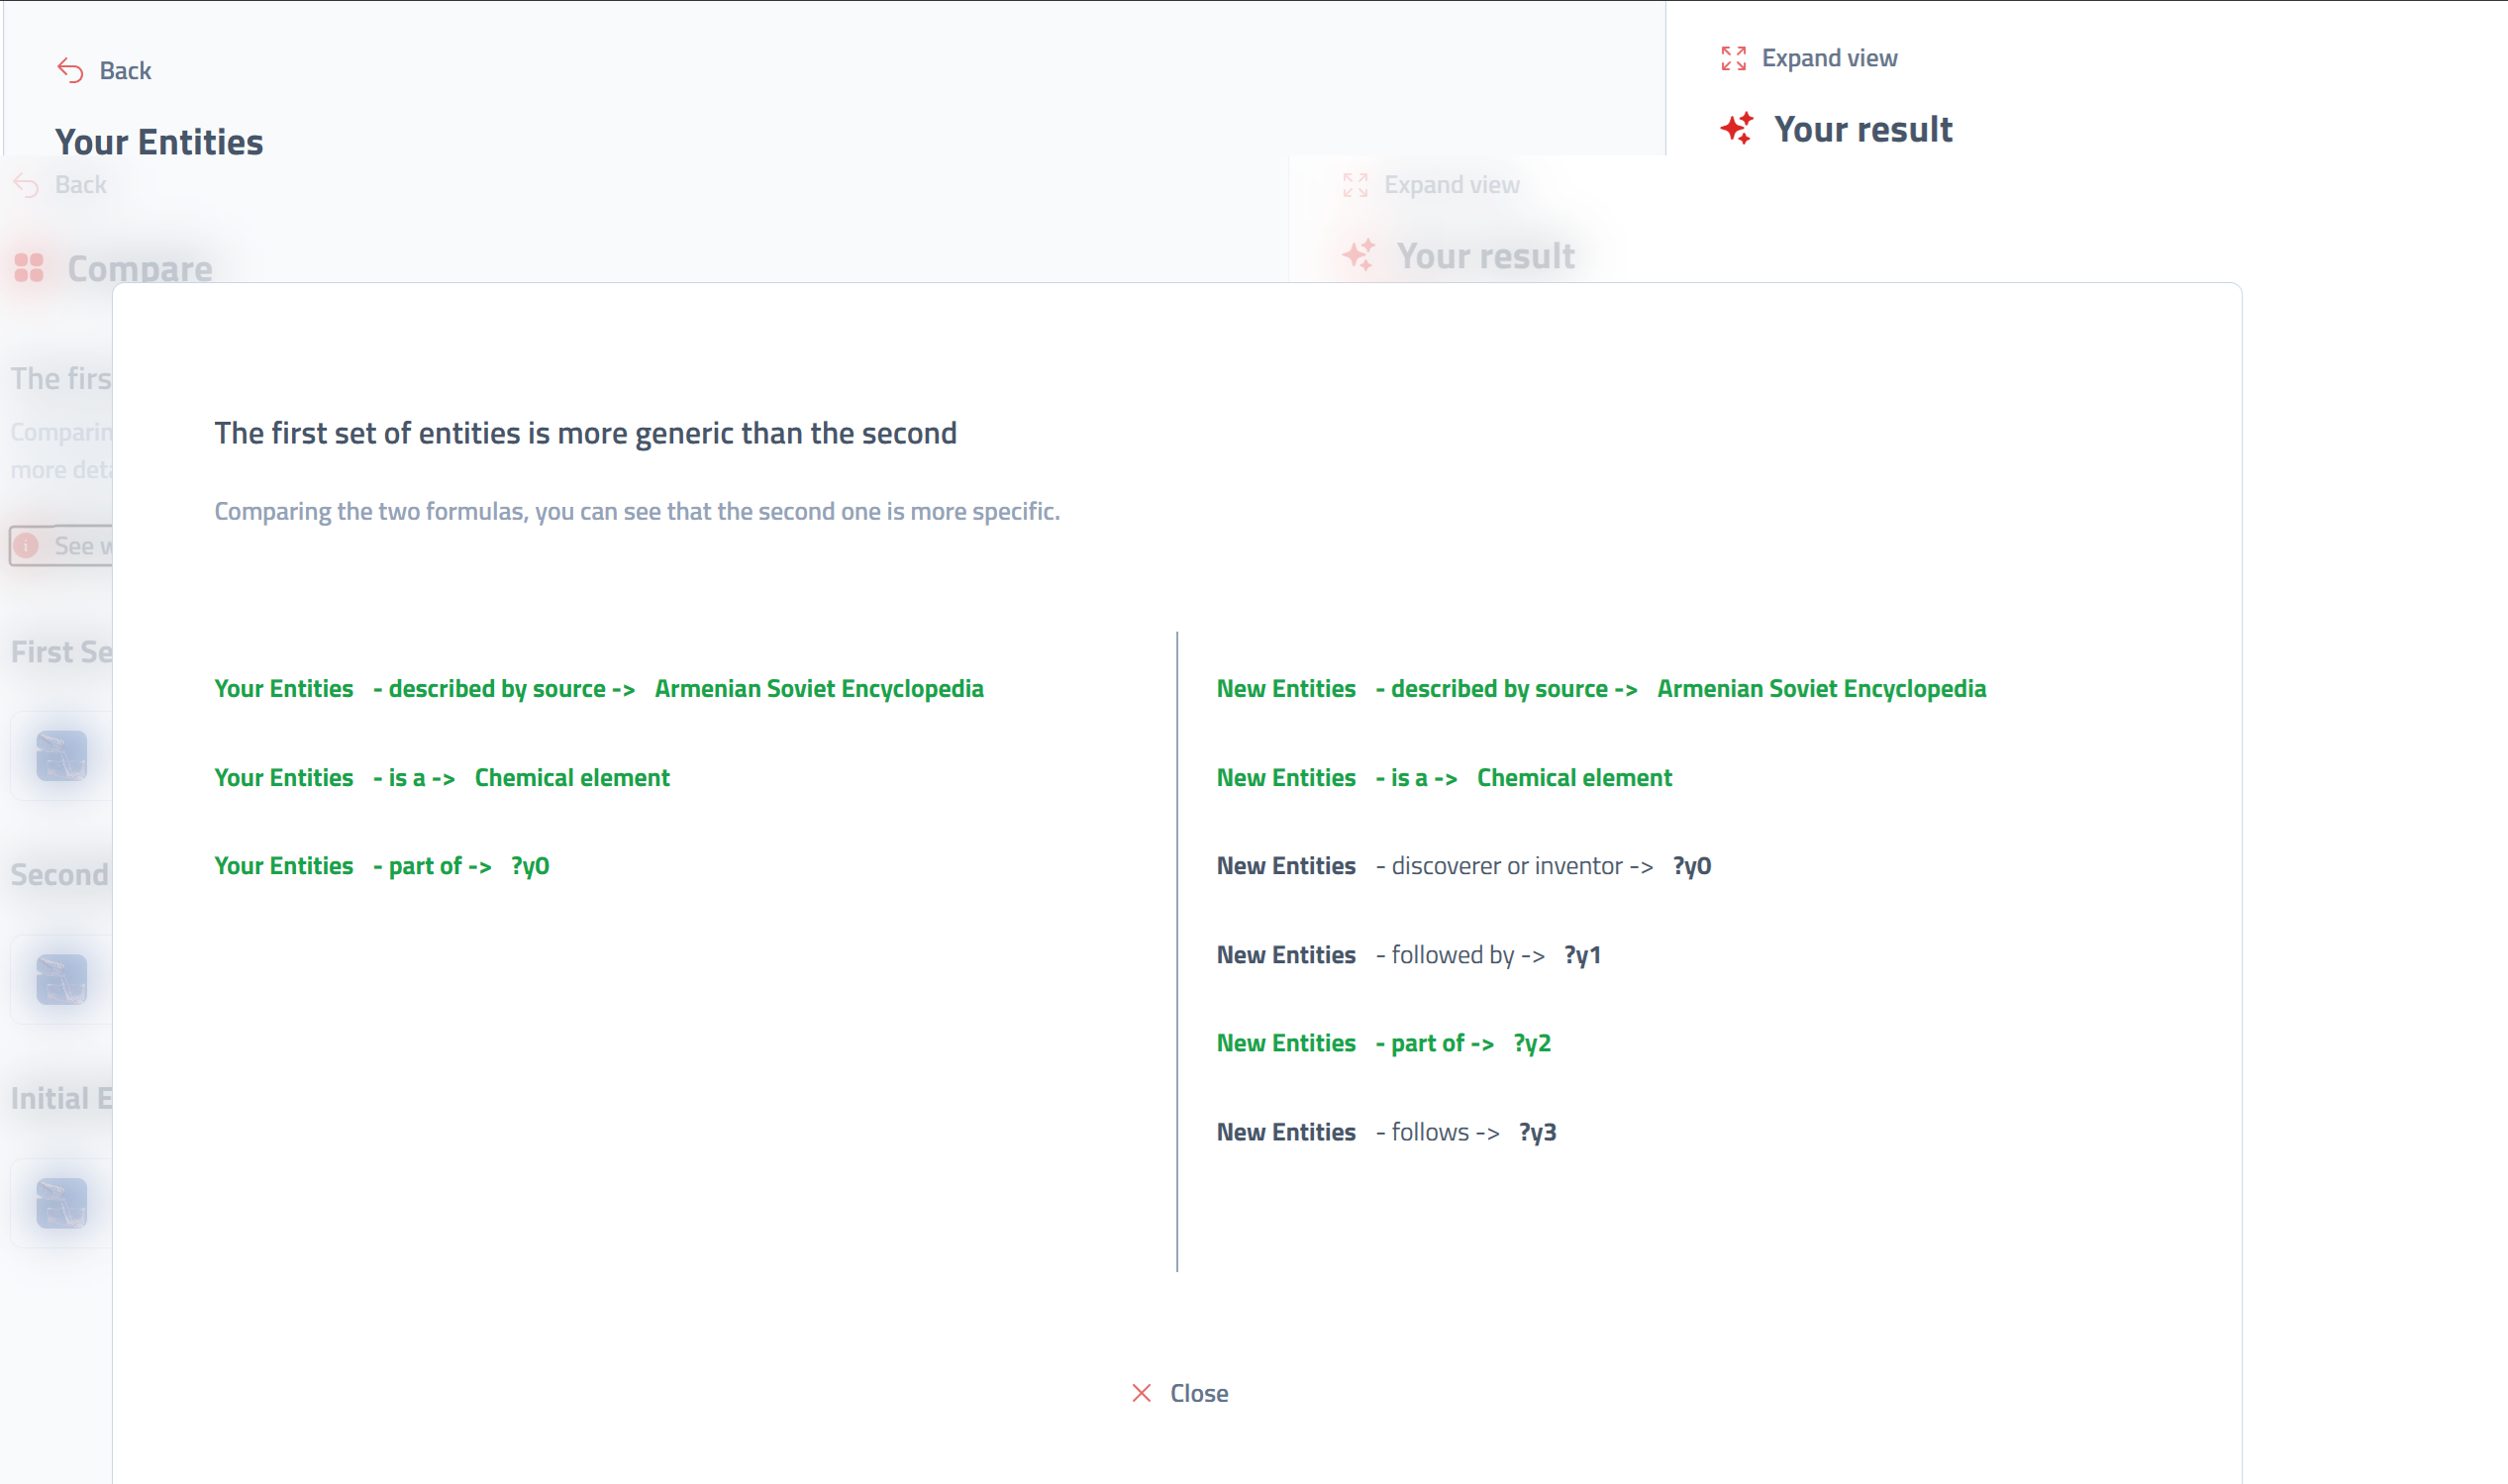 Back
Expand view
Your Entities
Your result
Back
Expand view
Compare
Your result
The firs
The first set of entities is more generic than the second
Comparin
more deta
Comparing the two formulas, you can see that the second one is more specific.
See w
First Se
Your Entities - described by source -> Armenian Soviet Encyclopedia
Your Entities - is a -> Chemical element
Your Entities - part of -> ?y0
New Entities - described by source -> Armenian Soviet Encyclopedia
New Entities - is a -> Chemical element
New Entities - discoverer or inventor -> ?y0
New Entities - followed by -> ?y1
New Entities - part of -> ?y2
New Entities - follows -> ?y3
Second
Initial E
Close